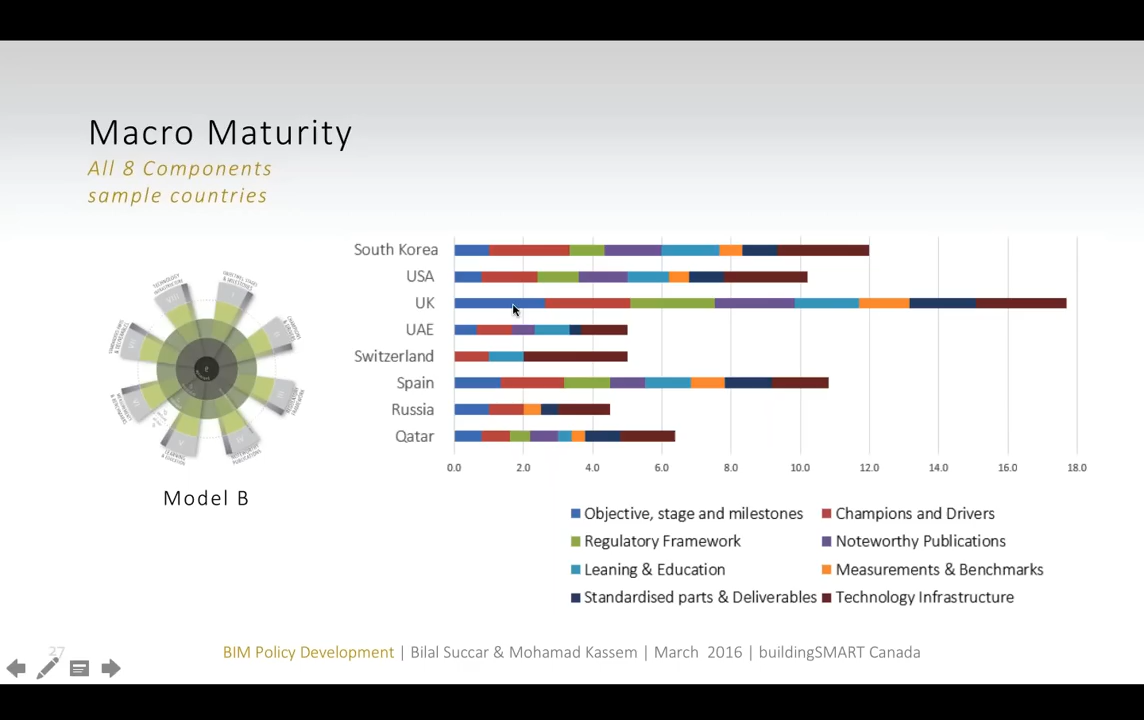 Macro Maturity
All 8 Components
sample countries
South Korea
USA
UK
UAE
Switzerland
Spain
Russia
Qatar
0.0 2.0 4.0 6.0 8.0 10.0 12.0 14.0 16.0 18.0
Model B
Objective, stage and milestones Champions and Drivers
Regulatory Framework Noteworthy Publications
Leaning & Education Measurements & Benchmarks
Standardised parts & Deliverables Technology Infrastructure
27
BIM Policy Development | Bilal Succar & Mohamad Kassem | March 2016 | buildingSMART Canada